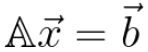 𝔸x⃗ = b⃗